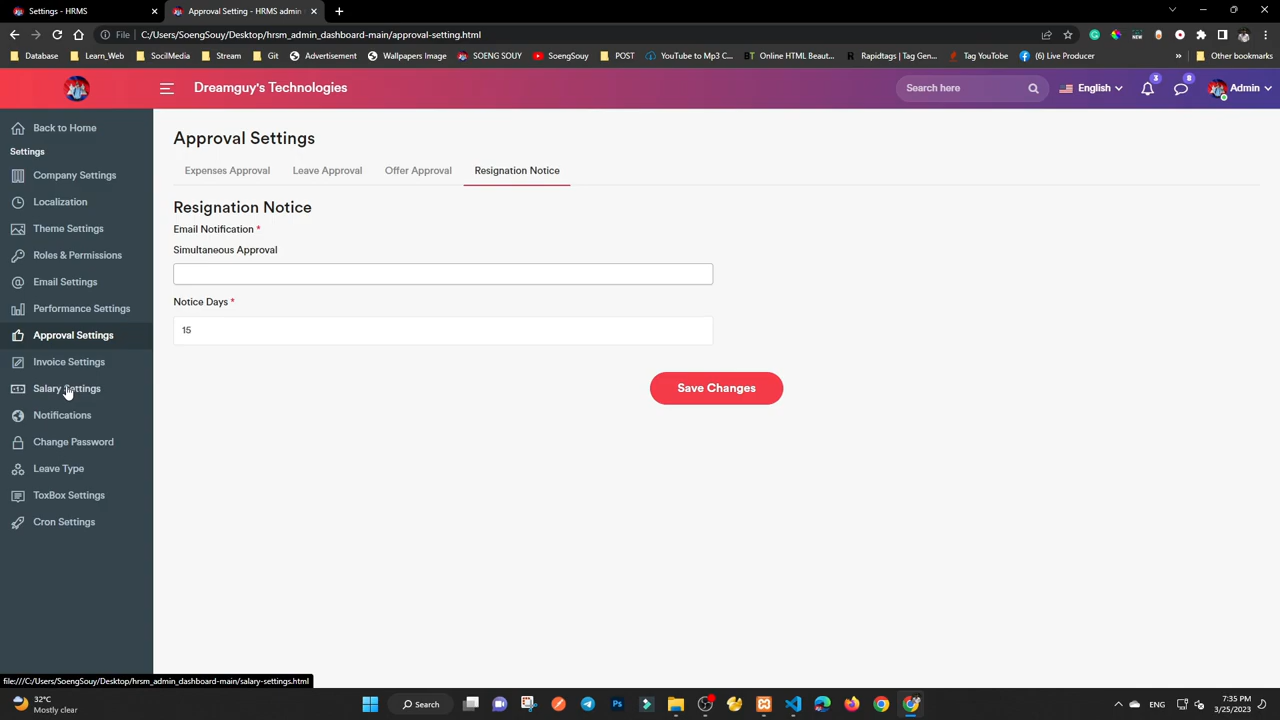 Settings - HRMS
Approval Setting - HRMS admin
File
C:/Users/SoengSouy/Desktop/hrsm_admin_dashboard-main/approval-setting.html
Database
Learn_Web
SocilMedia
Stream
Git
Advertisement
Wallpapers Image
SOENG SOUY
SoengSouy
POST
YouTube to Mp3 C...
Online HTML Beaut...
Rapidtags | Tag Gen...
Tag YouTube
(6) Live Producer
Other bookmarks
Dreamguy's Technologies
Search here
English
3
8
Admin
Back to Home
Settings
Company Settings
Localization
Theme Settings
Roles & Permissions
Email Settings
Performance Settings
Approval Settings
Invoice Settings
Salary Settings
Notifications
Change Password
Leave Type
ToxBox Settings
Cron Settings
Approval Settings
Expenses Approval
Leave Approval
Offer Approval
Resignation Notice
Resignation Notice
Email Notification *
Simultaneous Approval
Notice Days *
15
Save Changes
file:///C:/Users/SoengSouy/Desktop/hrsm_admin_dashboard-main/salary-settings.html
32°C
Mostly clear
Search
ENG
7:35 PM
3/25/2023